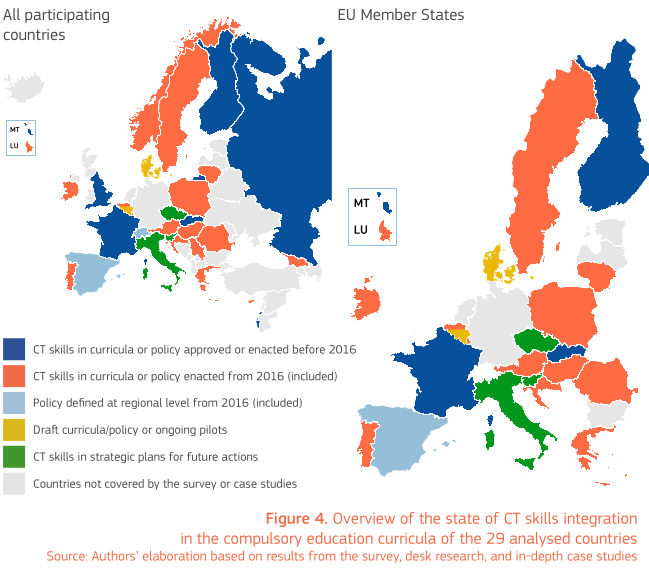 All participating
countries
EU Member States
MT
LU
MT
LU
CT skills in curricula or policy approved or enacted before 2016
CT skills in curricula or policy enacted from 2016 (included)
Policy defined at regional level from 2016 (included)
Draft curricula/policy or ongoing pilots
CT skills in strategic plans for future actions
Countries not covered by the survey or case studies
Figure 4. Overview of the state of CT skills integration
in the compulsory education curricula of the 29 analysed countries
Source: Authors' elaboration based on results from the survey, desk research, and in-depth case studies